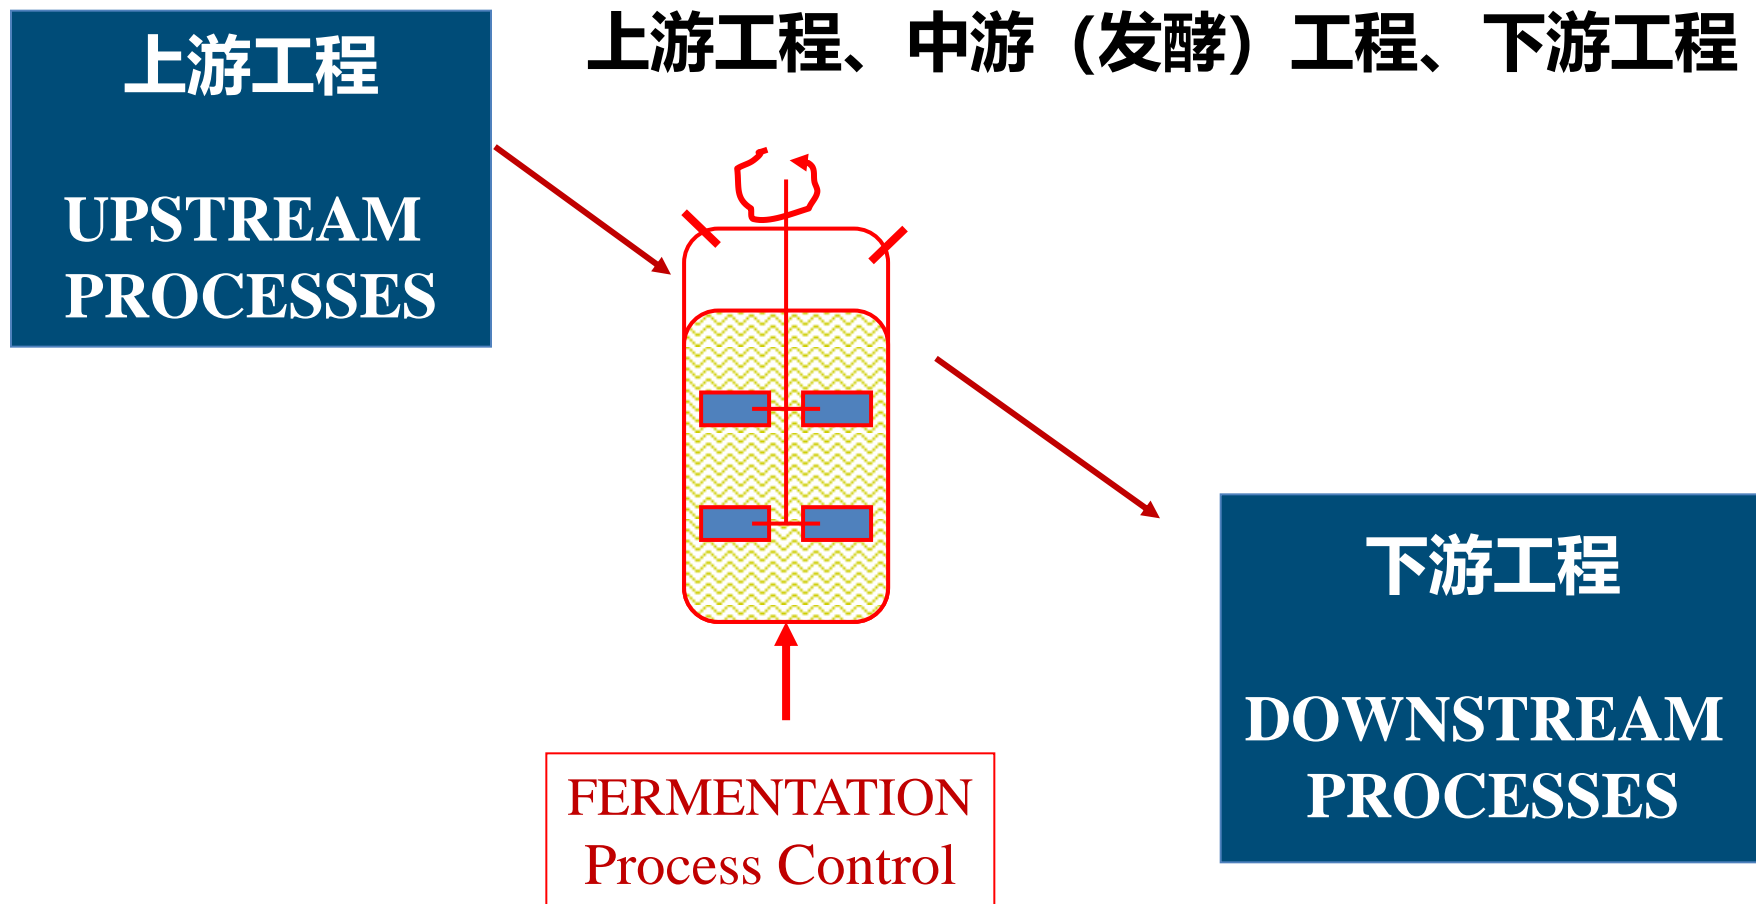 上游工程、中游（发酵）工程、下游工程
上游工程
UPSTREAM
PROCESSES
FERMENTATION
Process Control
下游工程
DOWNSTREAM
PROCESSES